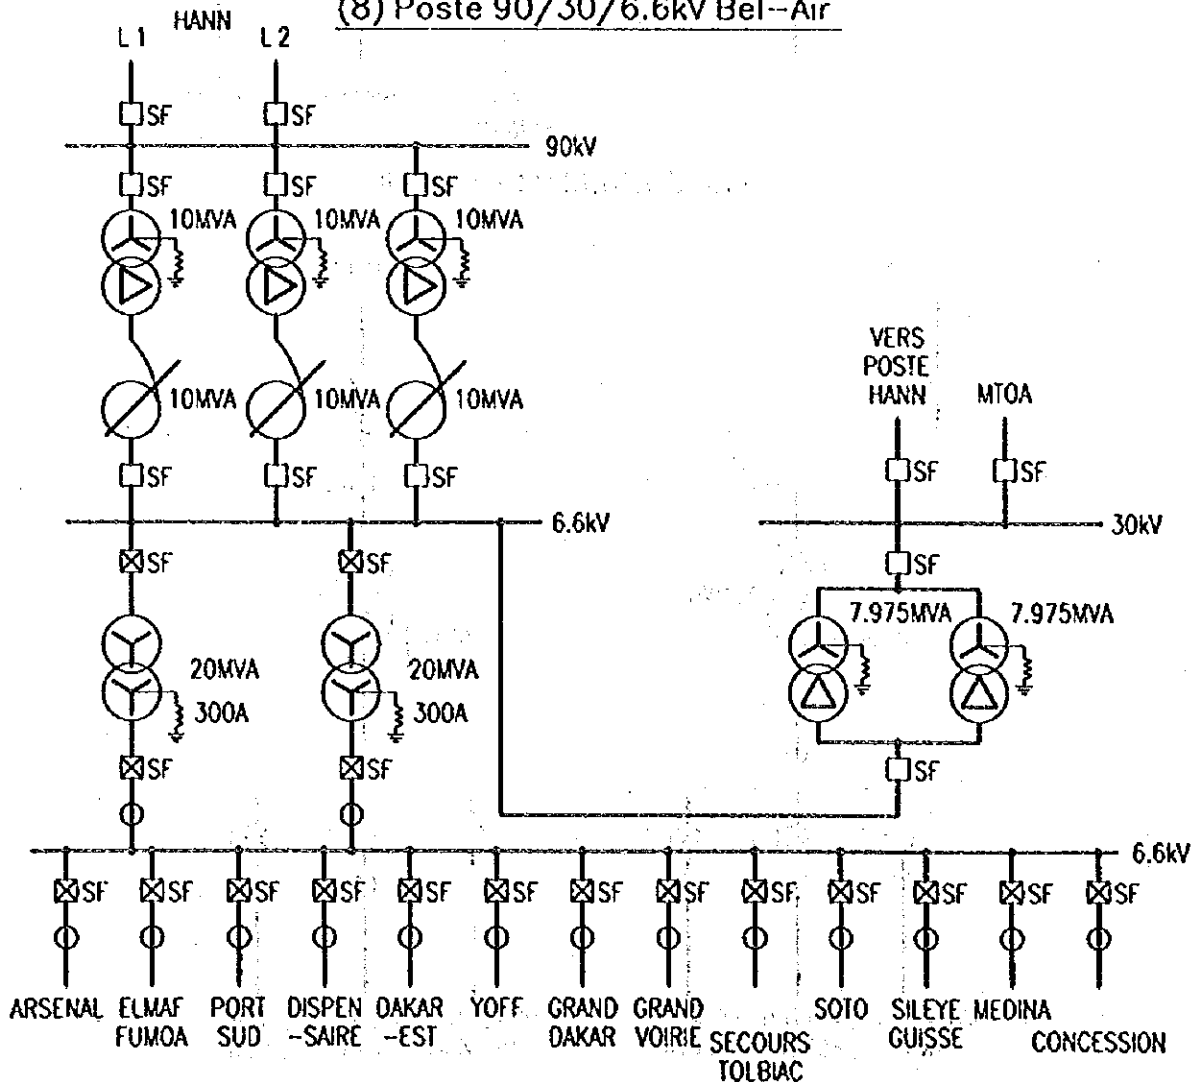 (8) Poste 90/30/6.6kV Bel--Air
HANN
L1 L2
SF SF
90kV
SF SF SF
10MVA 10MVA 10MVA
10MVA 10MVA 10MVA
VERS
POSTE
HANN MTOA
SF SF SF SF SF
6.6kV 30kV
SF SF SF
7.975MVA 7.975MVA
20MVA 20MVA
300A 300A
SF SF SF
6.6kV
SF SF SF SF SF SF SF SF SF SF SF SF SF
ARSENAL ELMAF FUMOA PORT SUD DISPEN-SAIRE DAKAR-EST YOFF GRAND DAKAR GRAND VOIRIE SECOURS TOLBIAC SOTO SILEYE GUISSE MEDINA CONCESSION